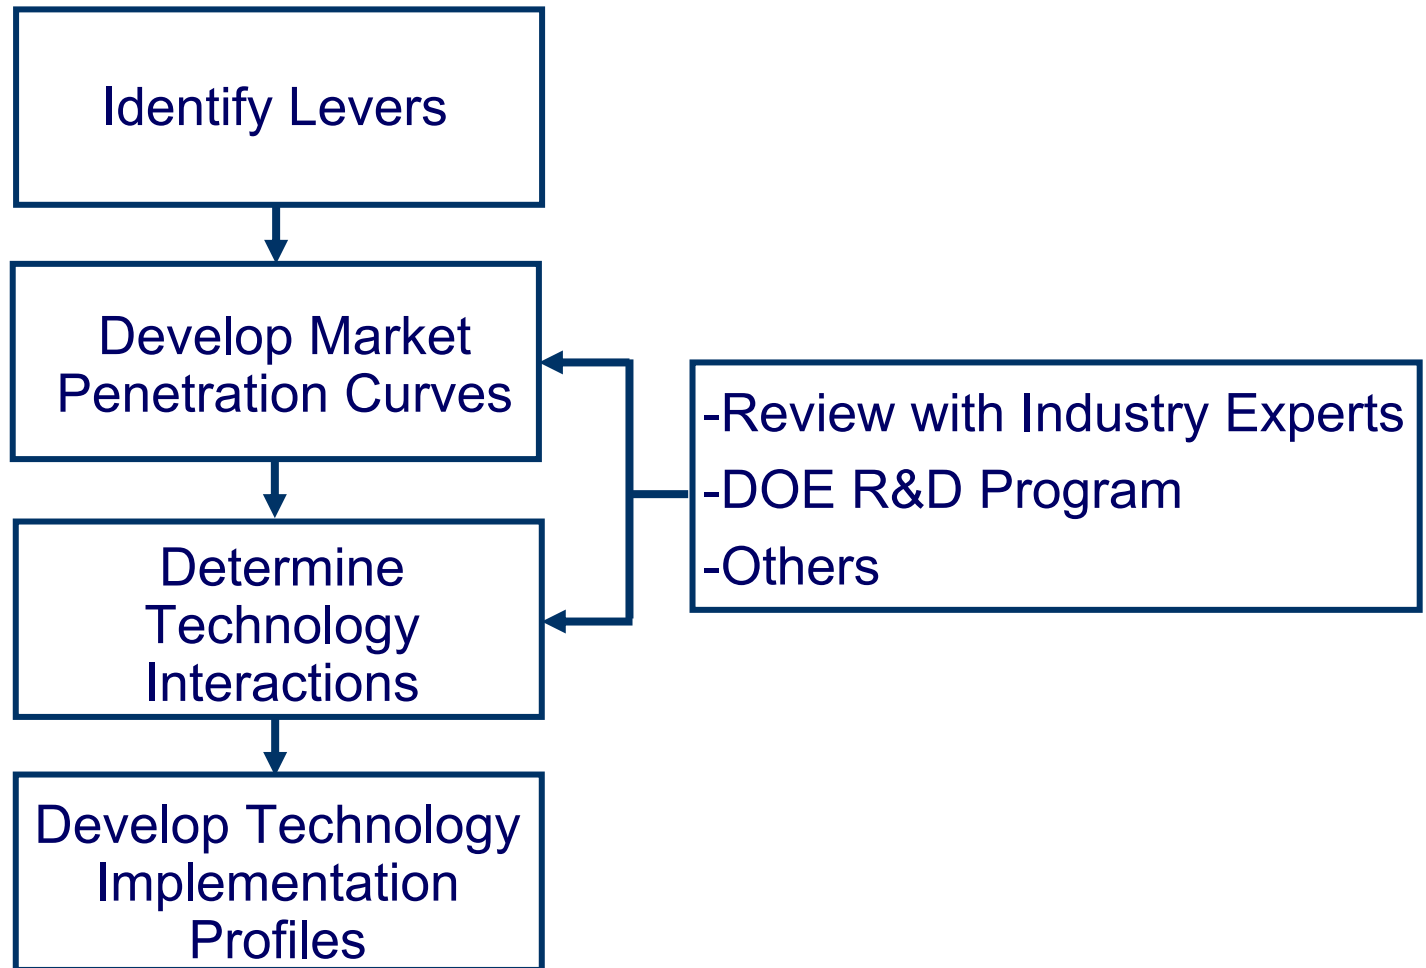 Identify Levers
Develop Market
Penetration Curves
-Review with Industry Experts
-DOE R&D Program
-Others
Determine
Technology
Interactions
Develop Technology
Implementation
Profiles